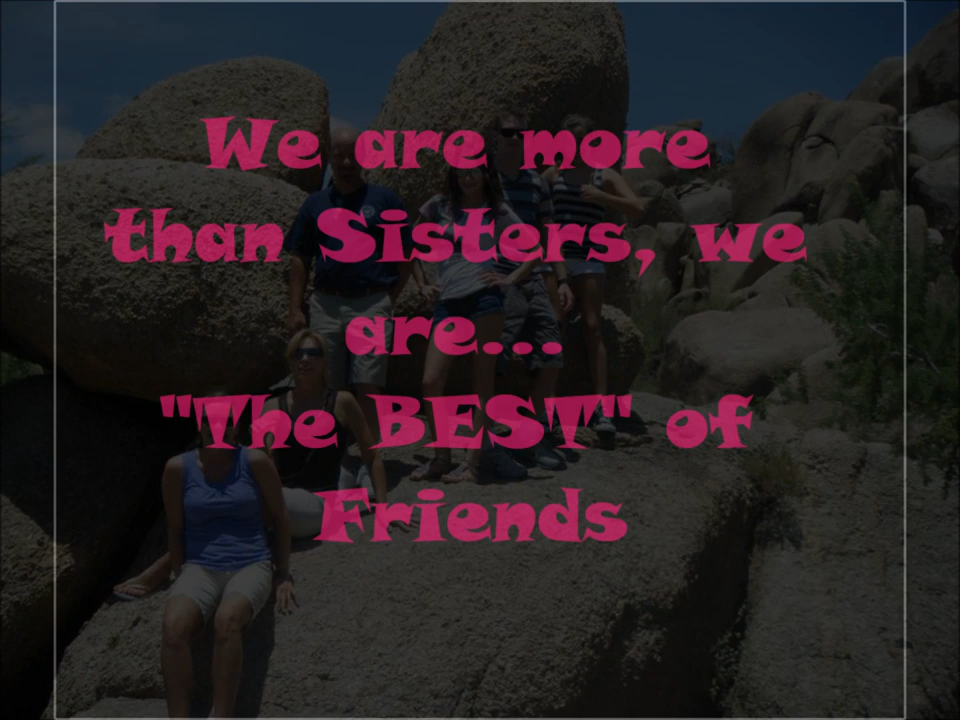 We are more
than Sisters, we
are...
"The BEST" of
Friends